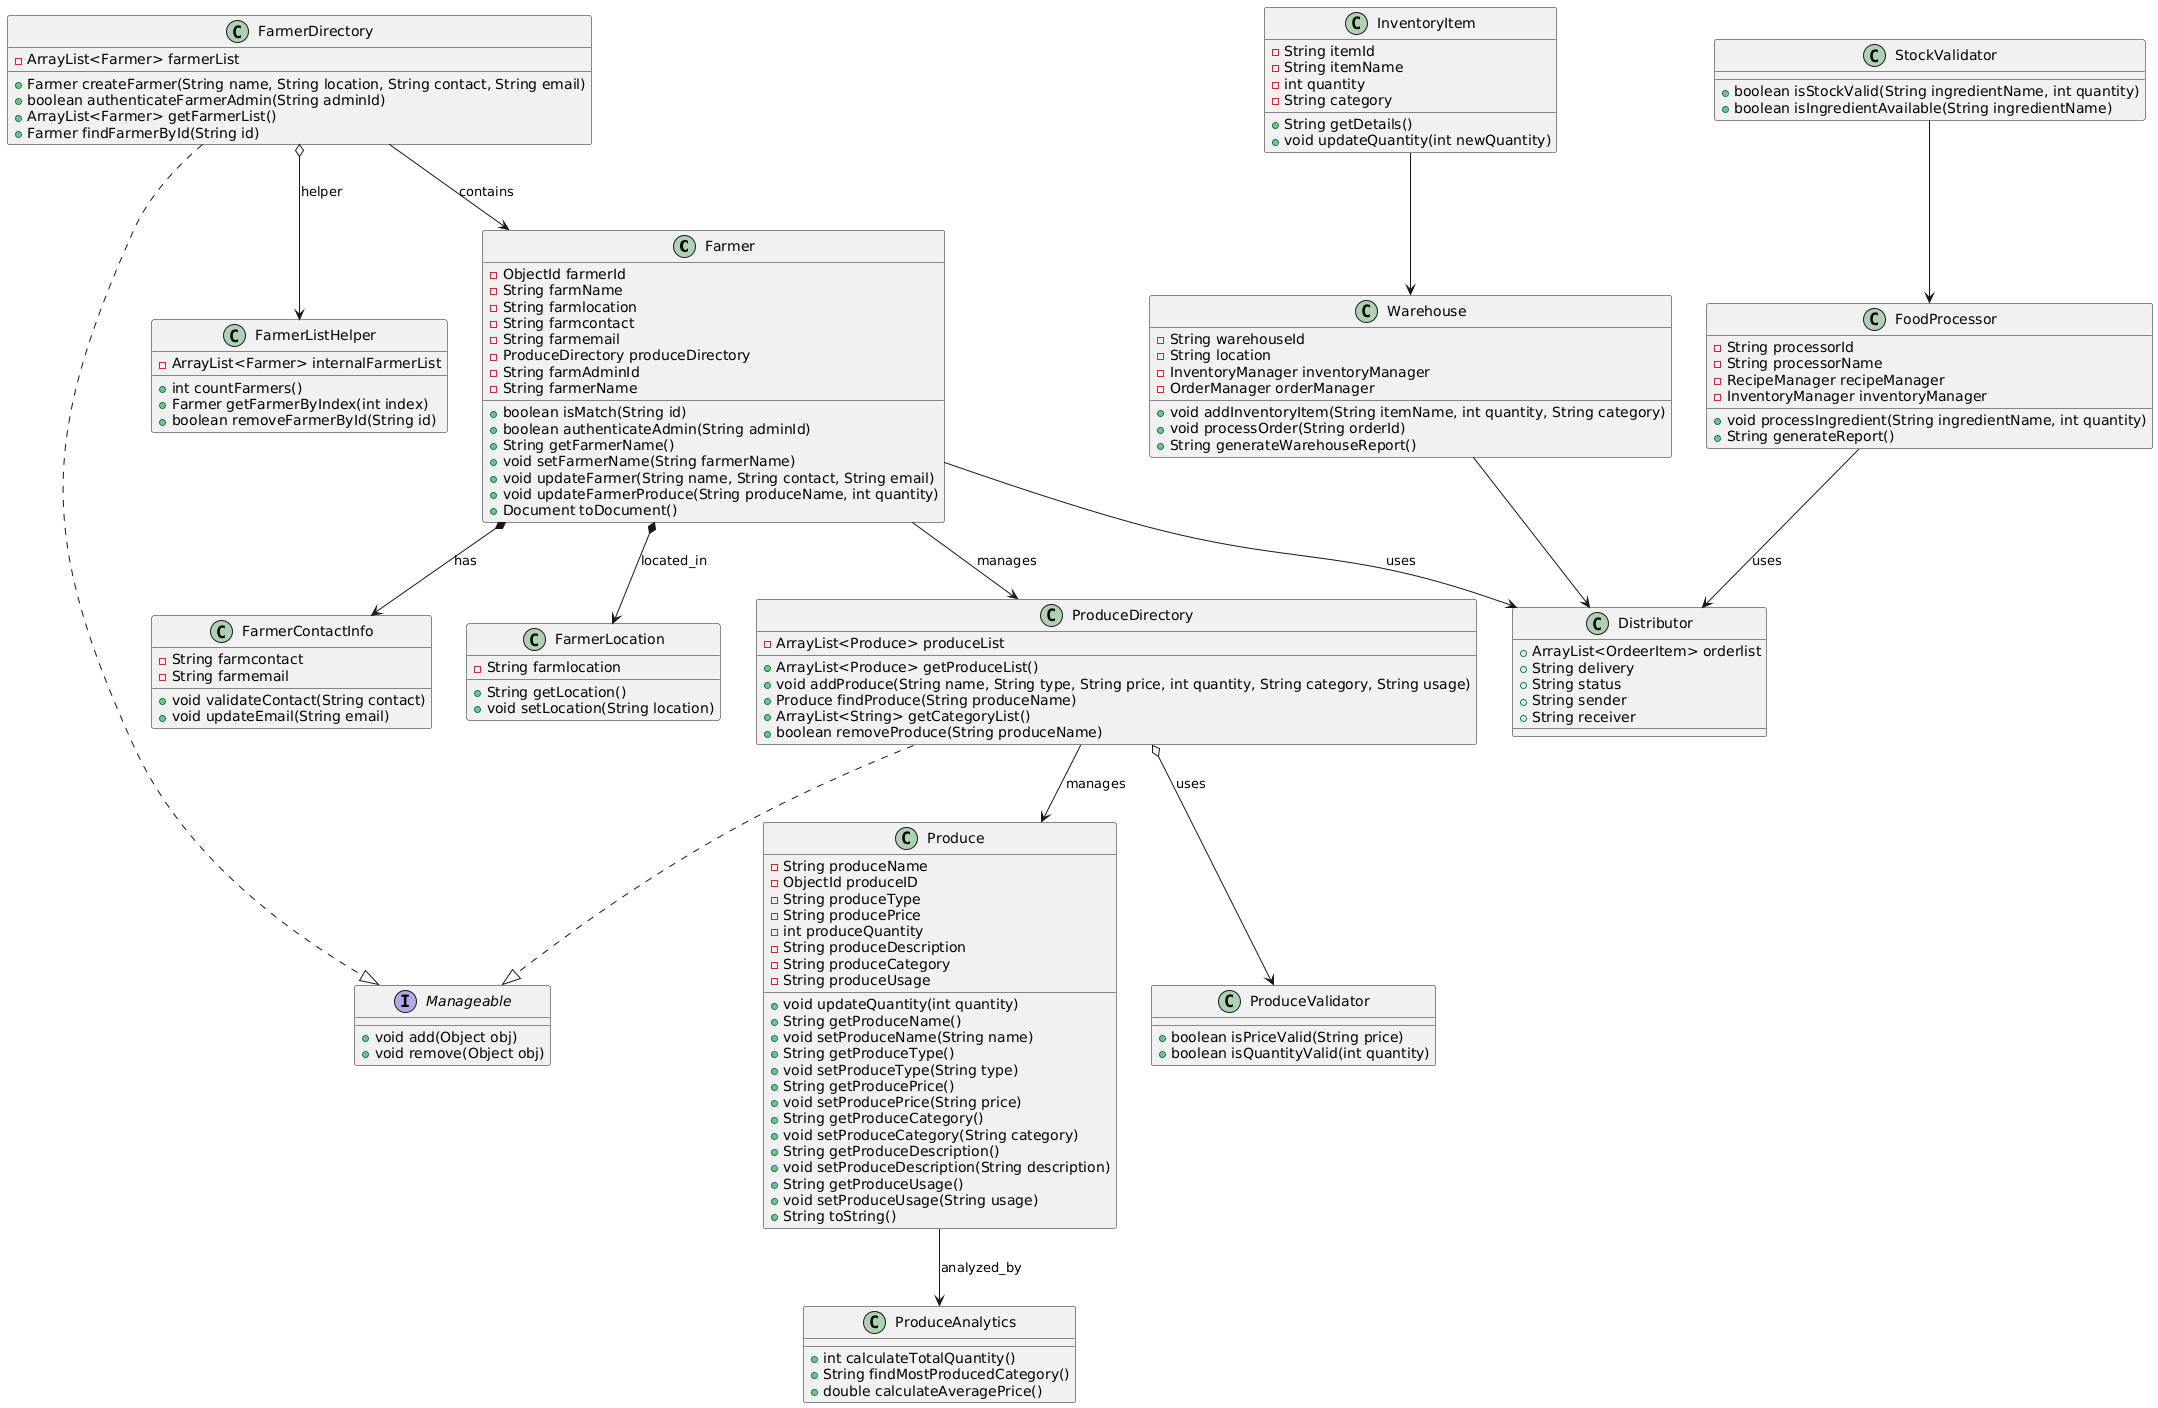 FarmerDirectory
ArrayList<Farmer> farmerList
Farmer createFarmer(String name, String location, String contact, String email)
boolean authenticateFarmerAdmin(String adminId)
ArrayList<Farmer> getFarmerList()
Farmer findFarmerById(String id)
InventoryItem
String itemId
String itemName
int quantity
String category
String getDetails()
void updateQuantity(int newQuantity)
StockValidator
boolean isStockValid(String ingredientName, int quantity)
boolean isIngredientAvailable(String ingredientName)
helper
contains
FarmerListHelper
ArrayList<Farmer> internalFarmerList
int countFarmers()
Farmer getFarmerByIndex(int index)
boolean removeFarmerById(String id)
Farmer
ObjectId farmerId
String farmName
String farmlocation
String farmcontact
String farmemail
ProduceDirectory produceDirectory
String farmAdminId
String farmerName
boolean isMatch(String id)
boolean authenticateAdmin(String adminId)
String getFarmerName()
void setFarmerName(String farmerName)
void updateFarmer(String name, String contact, String email)
void updateFarmerProduce(String produceName, int quantity)
Document toDocument()
Warehouse
String warehouseId
String location
InventoryManager inventoryManager
OrderManager orderManager
void addInventoryItem(String itemName, int quantity, String category)
void processOrder(String orderId)
String generateWarehouseReport()
FoodProcessor
String processorId
String processorName
RecipeManager recipeManager
InventoryManager inventoryManager
void processIngredient(String ingredientName, int quantity)
String generateReport()
has
located_in
manages
uses
uses
FarmerContactInfo
String farmcontact
String farmemail
void validateContact(String contact)
void updateEmail(String email)
FarmerLocation
String farmlocation
String getLocation()
void setLocation(String location)
ProduceDirectory
ArrayList<Produce> produceList
ArrayList<Produce> getProduceList()
void addProduce(String name, String type, String price, int quantity, String category, String usage)
Produce findProduce(String produceName)
ArrayList<String> getCategoryList()
boolean removeProduce(String produceName)
Distributor
ArrayList<OrdeerItem> orderlist
String delivery
String status
String sender
String receiver
manages
uses
Manageable
void add(Object obj)
void remove(Object obj)
Produce
String produceName
ObjectId produceID
String produceType
String producePrice
int produceQuantity
String produceDescription
String produceCategory
String produceUsage
void updateQuantity(int quantity)
String getProduceName()
void setProduceName(String name)
String getProduceType()
void setProduceType(String type)
String getProducePrice()
void setProducePrice(String price)
String getProduceCategory()
void setProduceCategory(String category)
String getProduceDescription()
void setProduceDescription(String description)
String getProduceUsage()
void setProduceUsage(String usage)
String toString()
ProduceValidator
boolean isPriceValid(String price)
boolean isQuantityValid(int quantity)
analyzed_by
ProduceAnalytics
int calculateTotalQuantity()
String findMostProducedCategory()
double calculateAveragePrice()